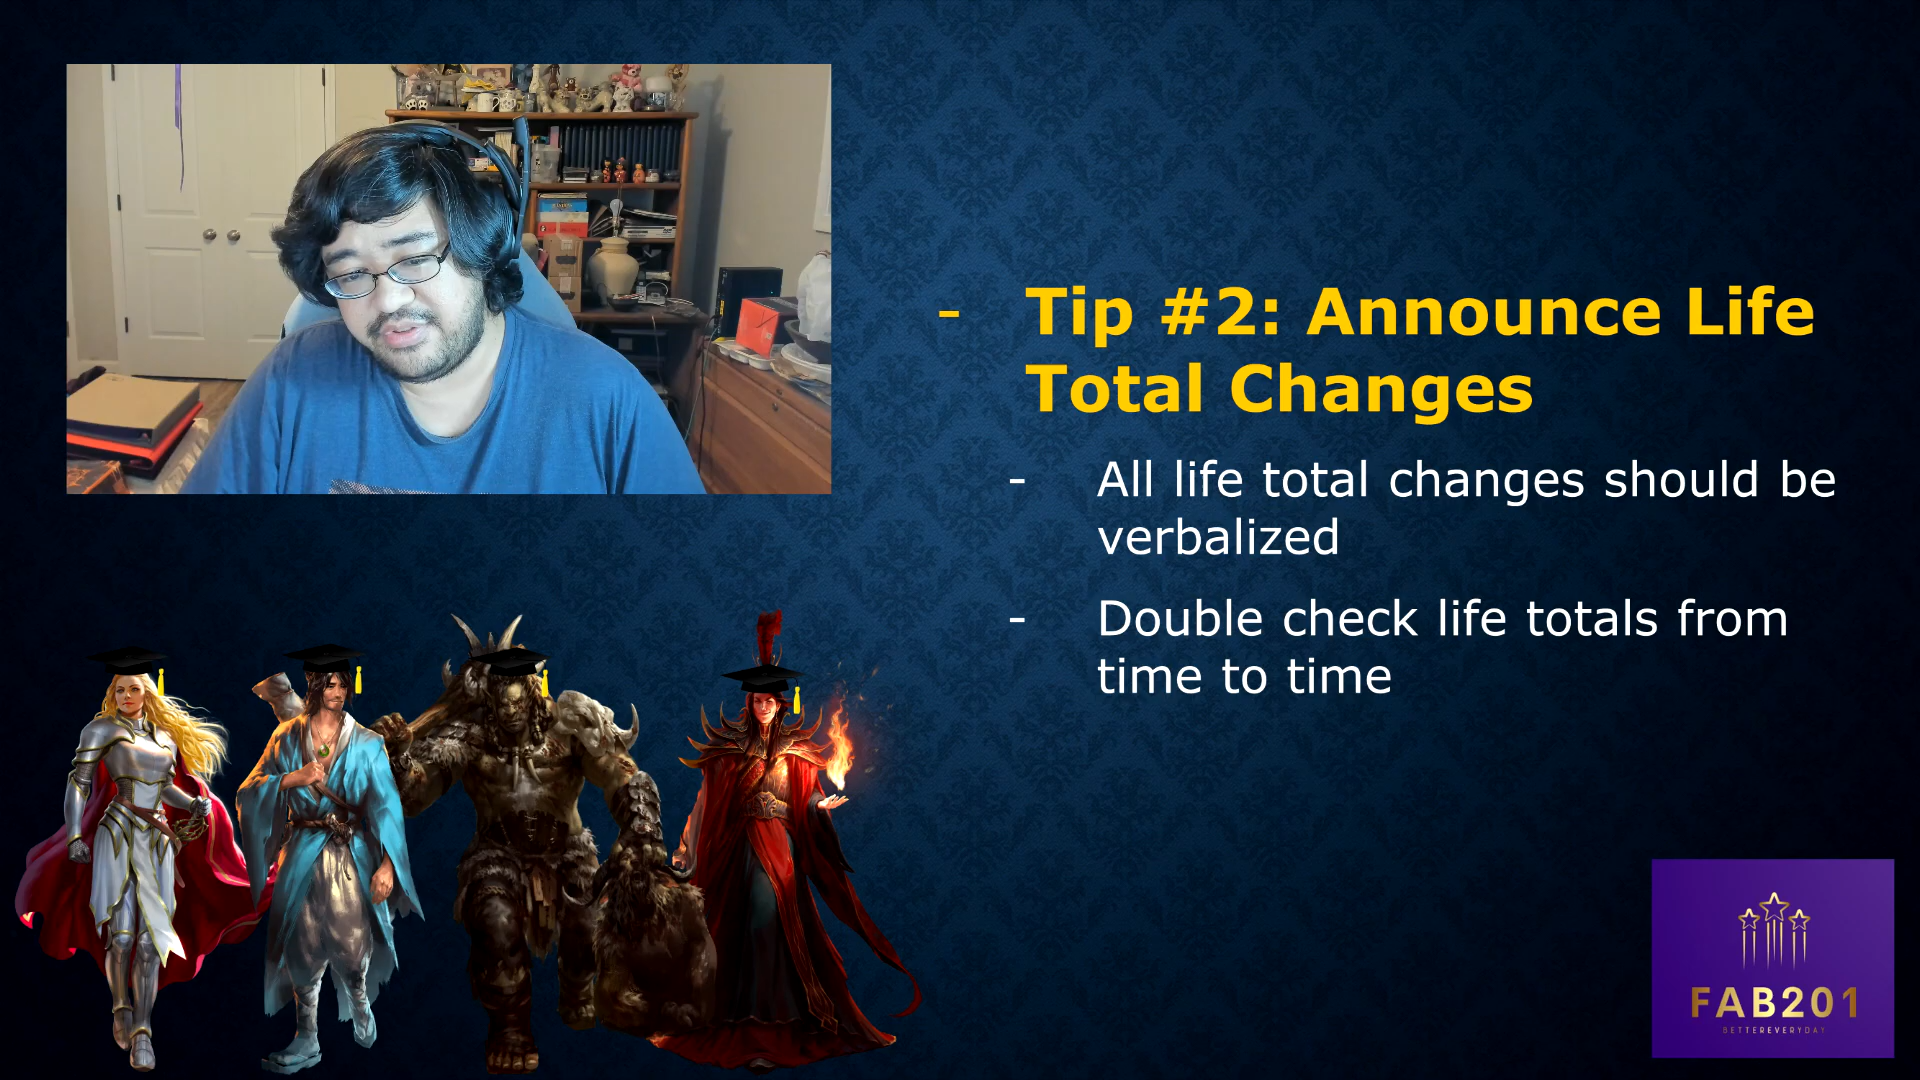 - Tip #2: Announce Life
Total Changes
- All life total changes should be
verbalized
- Double check life totals from
time to time
FAB201
BETTEREVERYDAY